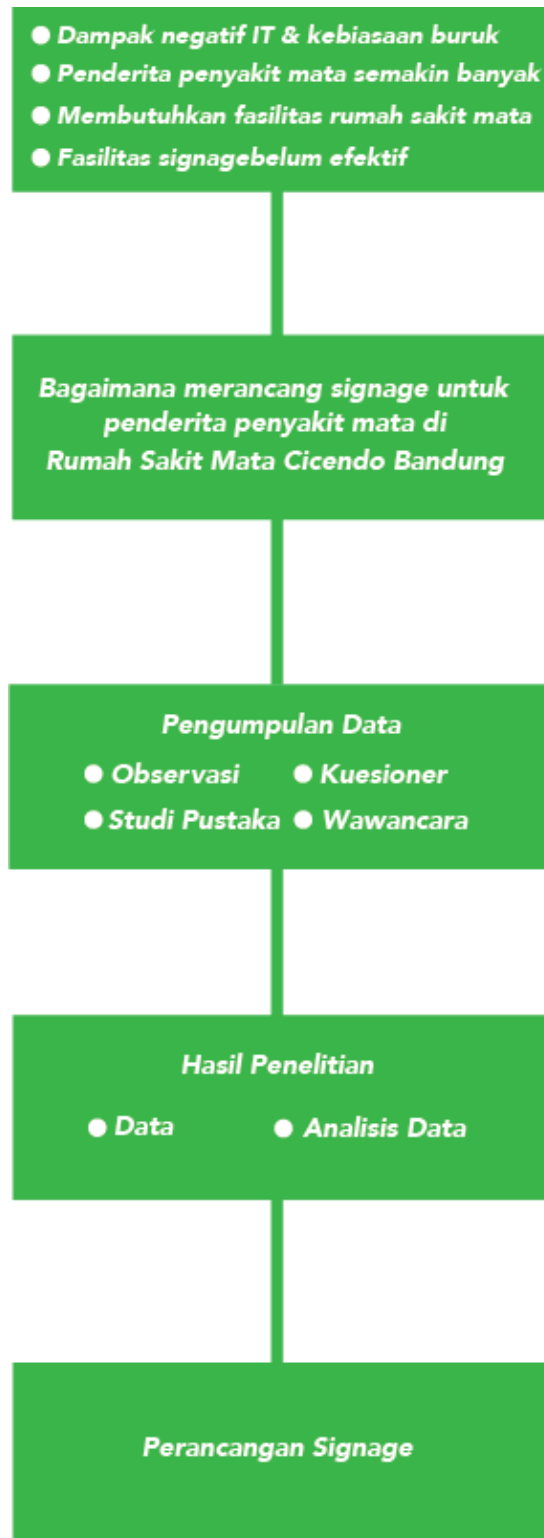 Dampak negatif IT & kebiasaan buruk
Penderita penyakit mata semakin banyak
Membutuhkan fasilitas rumah sakit mata
Fasilitas signagebelum efektif
Bagaimana merancang signage untuk
penderita penyakit mata di
Rumah Sakit Mata Cicendo Bandung
Pengumpulan Data
Observasi
Kuesioner
Studi Pustaka
Wawancara
Hasil Penelitian
Data
Analisis Data
Perancangan Signage